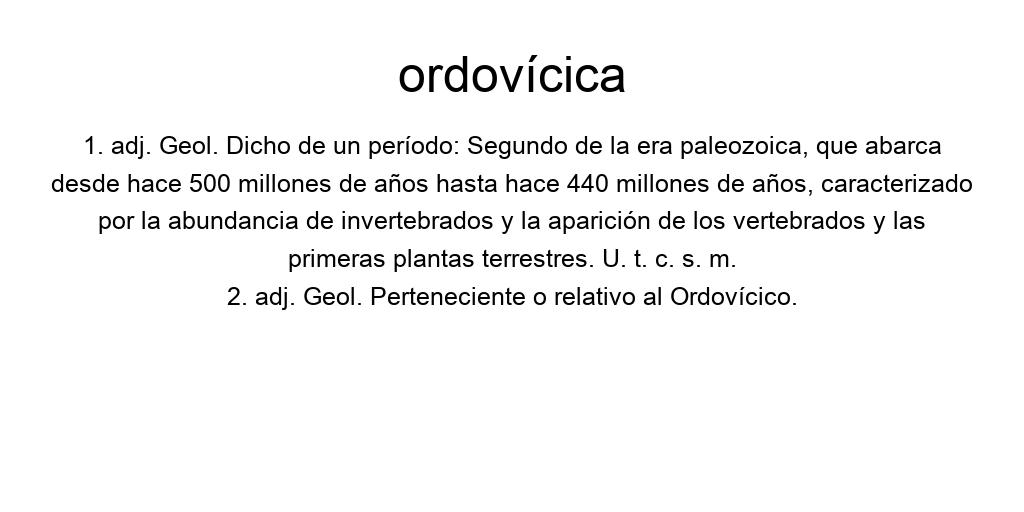 ordovícica
1. adj. Geol. Dicho de un período: Segundo de la era paleozoica, que abarca
desde hace 500 millones de años hasta hace 440 millones de años, caracterizado
por la abundancia de invertebrados y la aparición de los vertebrados y las
primeras plantas terrestres. U. t. c. s. m.
2. adj. Geol. Perteneciente o relativo al Ordovícico.